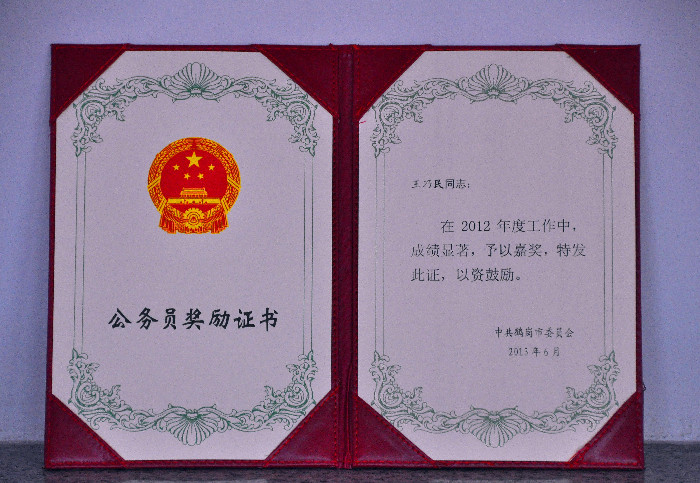 公务员奖励证书
王乃民同志：
在 2012 年度工作中，
成绩显著，予以嘉奖，特发
此证，以资鼓励。
中共鹤岗市委员会
2013 年 6 月